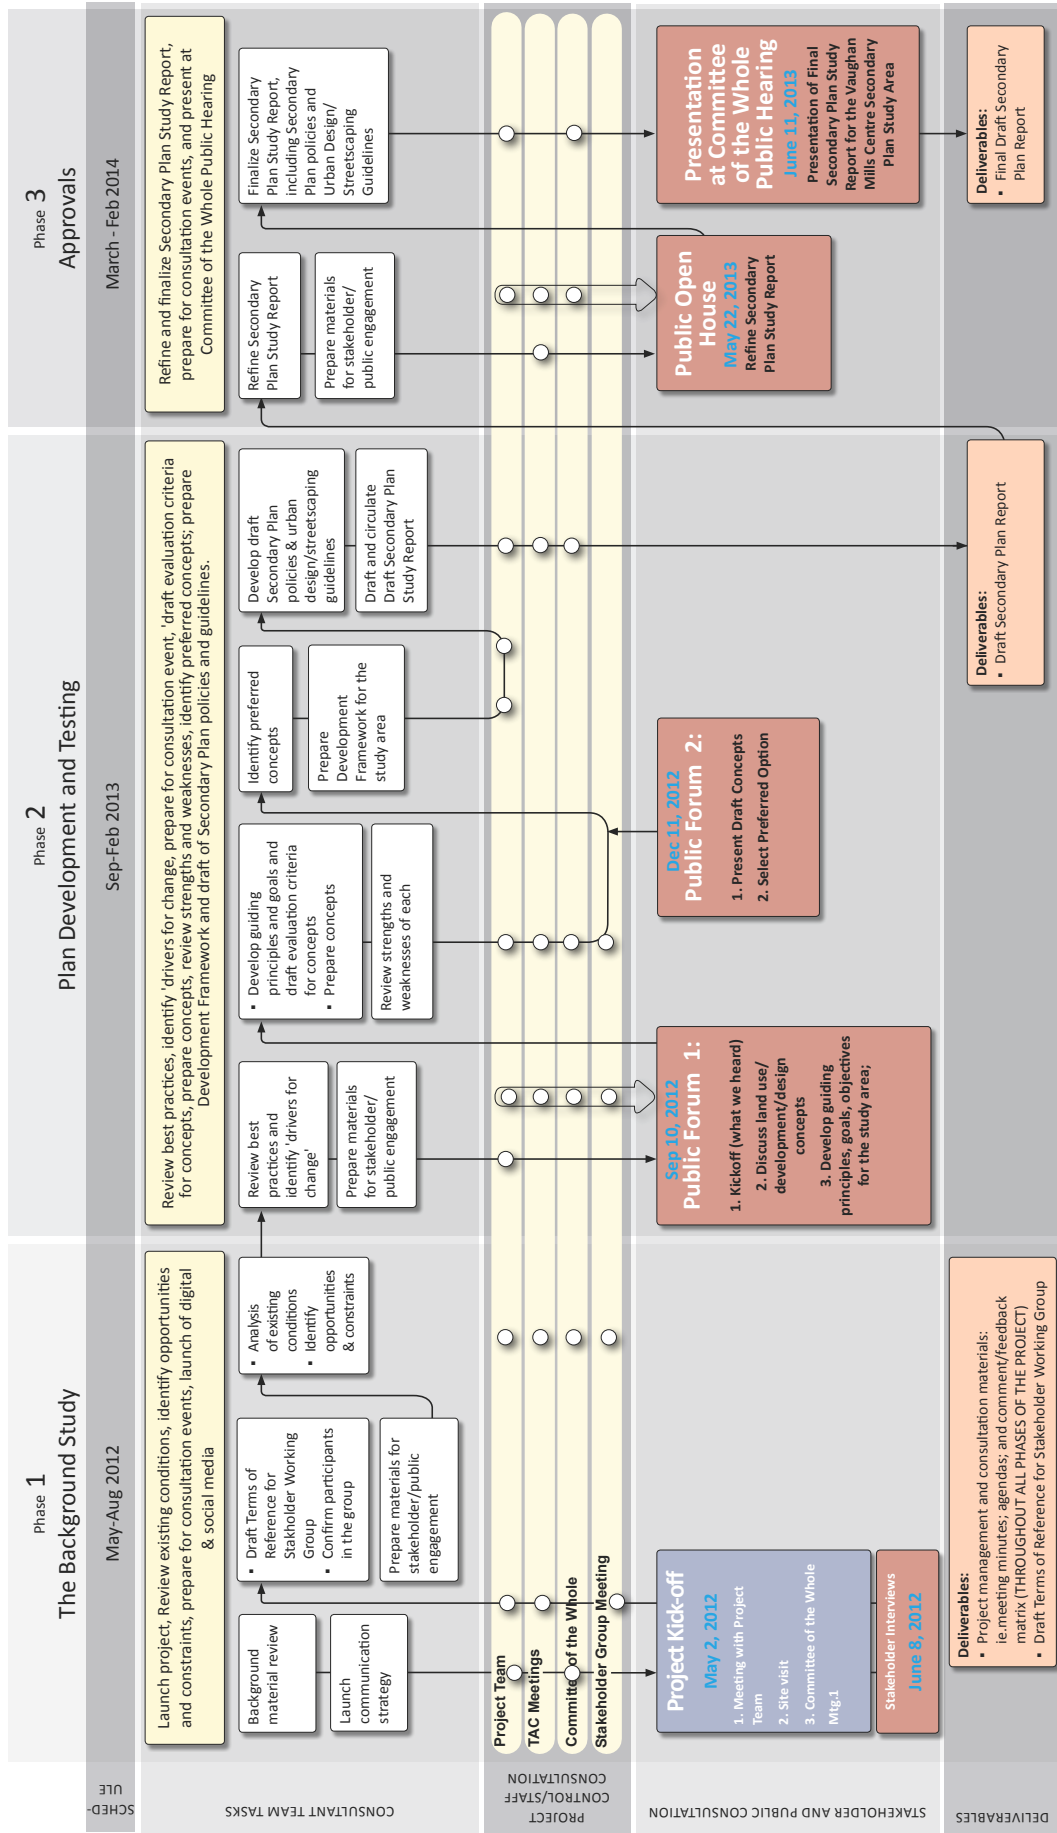 Phase 1
The Background Study
Phase 2
Plan Development and Testing
Phase 3
Approvals
SCHED-
ULE
May-Aug 2012
Sep-Feb 2013
March - Feb 2014
CONSULTANT TEAM TASKS
Launch project, Review existing conditions, identify opportunities
and constraints, prepare for consultation events, launch of digital
& social media
Review best practices, identify 'drivers for change, prepare for consultation event, 'draft evaluation criteria
for concepts, prepare concepts, review strengths and weaknesses, identify preferred concepts; prepare
Development Framework and draft of Secondary Plan policies and guidelines.
Refine and finalize Secondary Plan Study Report,
prepare for consultation events, and present at
Committee of the Whole Public Hearing
Background
material review
Launch
communication
strategy
▪ Draft Terms of
Reference for
Stakholder Working
Group
▪ Confirm participants
in the group
Prepare materials for
stakeholder/public
engagement
▪ Analysis
of existing
conditions
▪ Identify
opportunities
& constraints
Review best
practices and
identify 'drivers for
change'
Prepare materials
for stakeholder/
public engagement
▪ Develop guiding
principles and goals and
draft evaluation criteria
for concepts
▪ Prepare concepts
Review strengths and
weaknesses of each
Identify preferred
concepts
Prepare
Development
Framework for the
study area
Develop draft
Secondary Plan
policies & urban
design/streetscaping
guidelines
Draft and circulate
Draft Secondary Plan
Study Report
Refine Secondary
Plan Study Report
Prepare materials
for stakeholder/
public engagement
Finalize Secondary
Plan Study Report,
including Secondary
Plan policies and
Urban Design/
Streetscaping
Guidelines
PROJECT
CONTROL/STAFF
CONSULTATION
Project Team
TAC Meetings
Committee of the Whole
Stakeholder Group Meeting
STAKEHOLDER AND PUBLIC CONSULTATION
Project Kick-off
May 2, 2012
1. Meeting with Project
Team
2. Site visit
3. Committee of the Whole
Mtg.1
Stakeholder Interviews
June 8, 2012
Sep 10, 2012
Public Forum 1:
1. Kickoff (what we heard)
2. Discuss land use/
development/design
concepts
3. Develop guiding
principles, goals, objectives
for the study area;
Dec 11, 2012
Public Forum 2:
1. Present Draft Concepts
2. Select Preferred Option
Public Open
House
May 22, 2013
Refine Secondary
Plan Study Report
Presentation
at Committee
of the Whole
Public Hearing
June 11, 2013
Presentation of Final
Secondary Plan Study
Report for the Vaughan
Mills Centre Secondary
Plan Study Area
DELIVERABLES
Deliverables:
▪ Project management and consultation materials:
ie.meeting minutes; agendas; and comment/feedback
matrix (THROUGHOUT ALL PHASES OF THE PROJECT)
▪ Draft Terms of Reference for Stakeholder Working Group
Deliverables:
▪ Draft Secondary Plan Report
Deliverables:
▪ Final Draft Secondary
Plan Report